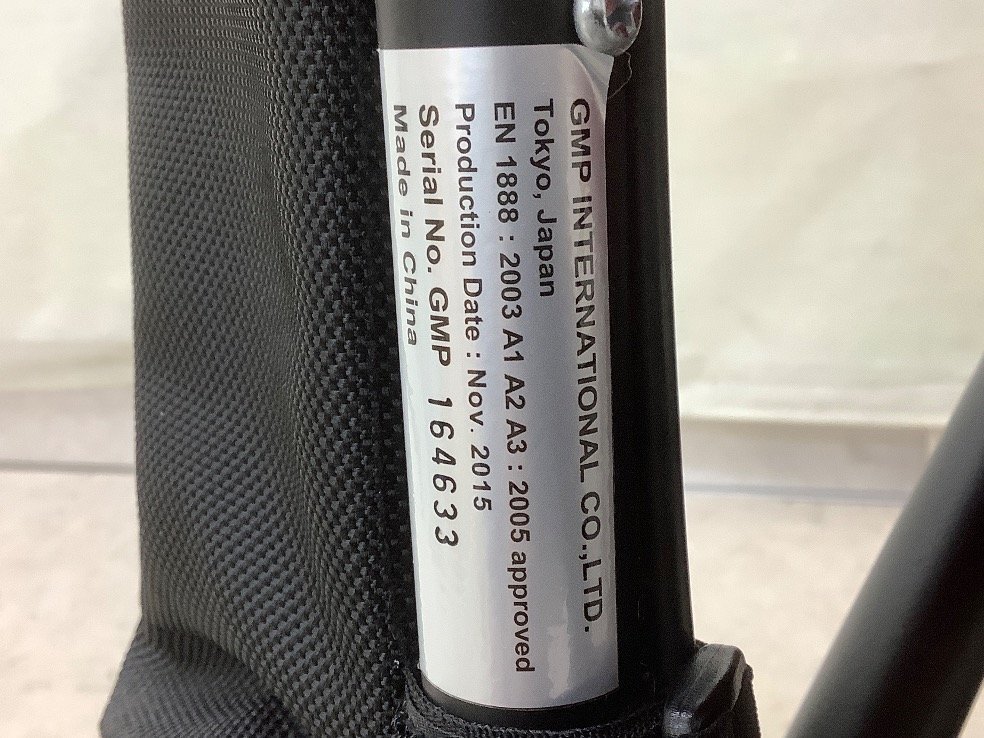 GMP INTERNATIONAL CO.,LTD.
Tokyo, Japan
EN 1888 : 2003 A1 A2 A3 : 2005 approved
Production Date : Nov. 2015
Serial No. GMP 164633
Made in China